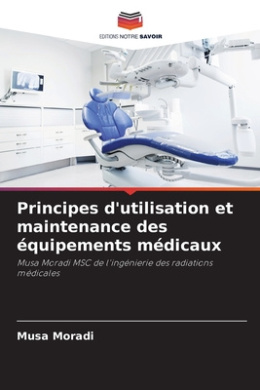 EDITIONS NOTRE SAVOIR
Principes d'utilisation et
maintenance des
équipements médicaux
Musa Moradi MSC de l'ingénierie des radiations
médicales
Musa Moradi